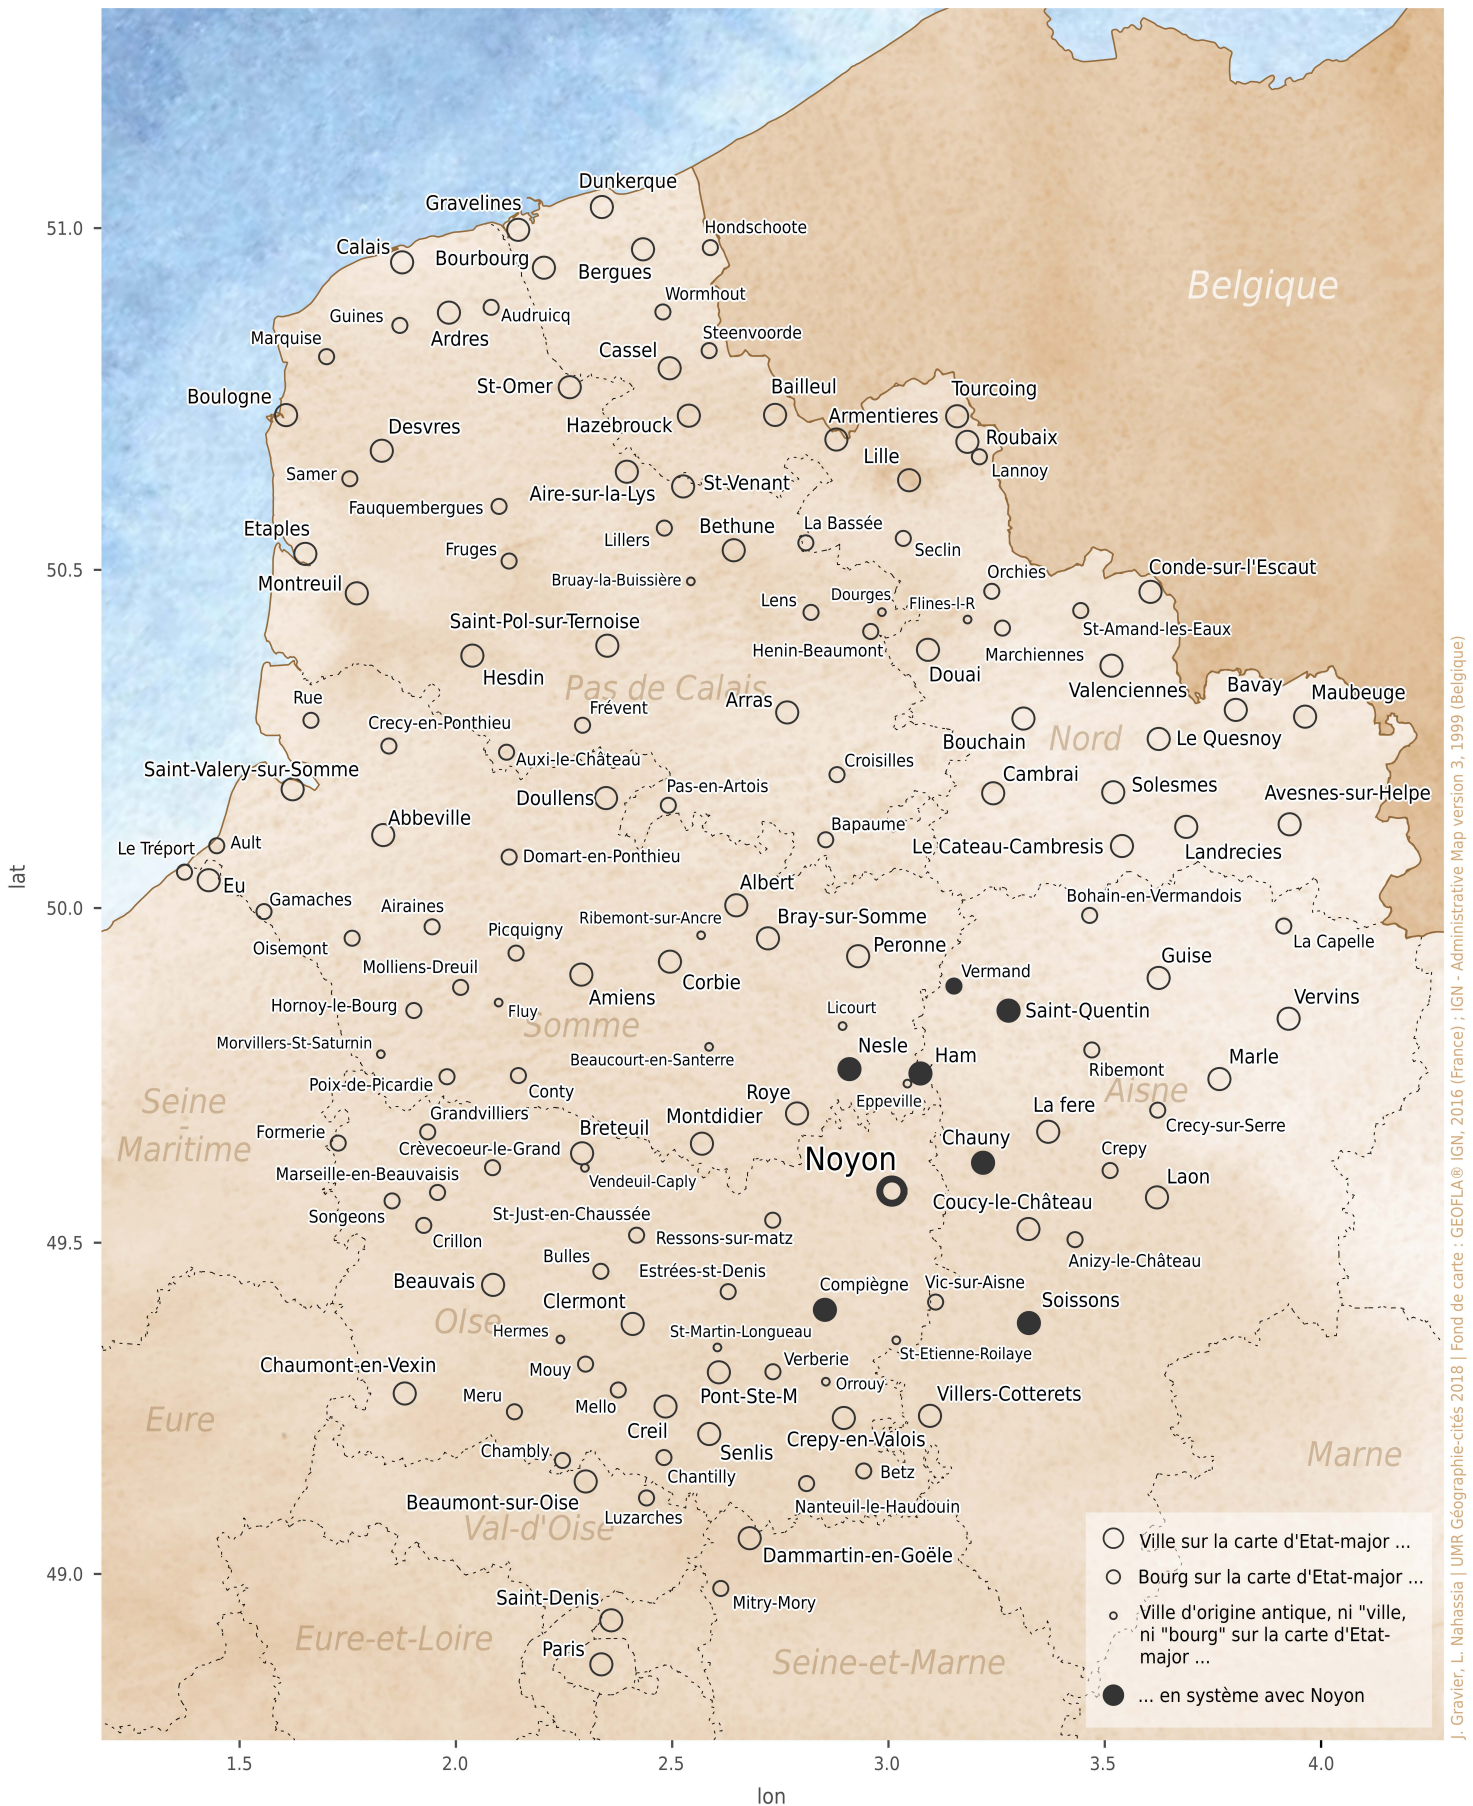 Dunkerque
Gravelines
Hondschoote
Calais
Bourbourg
Bergues
Belgique
Wormhout
Guines
Audruicq
Marquise
Ardres
Steenvoorde
Cassel
St-Omer
Bailleul
Tourcoing
Boulogne
Desvres
Hazebrouck
Armentieres
Roubaix
Lille
Lannoy
Samer
Aire-sur-la-Lys
St-Venant
Fauquembergues
Etaples
Lillers
Bethune
La Bassée
Seclin
Fruges
Montreuil
Bruay-la-Buissière
Orchies
Conde-sur-l'Escaut
Lens
Dourges
Flines-l-R
Saint-Pol-sur-Ternoise
St-Amand-les-Eaux
Henin-Beaumont
Marchiennes
Hesdin
Douai
Pas de Calais
Valenciennes
Bavay
Maubeuge
Rue
Arras
Frévent
Crecy-en-Ponthieu
Bouchain
Nord
Le Quesnoy
Auxi-le-Château
Croisilles
Saint-Valery-sur-Somme
Cambrai
Pas-en-Artois
Solesmes
Doullens
Avesnes-sur-Helpe
Abbeville
Bapaume
Ault
Le Tréport
Le Cateau-Cambresis
Landrecies
Domart-en-Ponthieu
Eu
Albert
Gamaches
Bohain-en-Vermandois
Airaines
Ribemont-sur-Ancre
Bray-sur-Somme
Picquigny
Oisemont
Peronne
La Capelle
Molliens-Dreuil
Corbie
Guise
Vermand
Amiens
Vervins
Hornoy-le-Bourg
Fluy
Licourt
Saint-Quentin
Somme
Morvillers-St-Saturnin
Beaucourt-en-Santerre
Nesle
Ham
Marle
Ribemont
Poix-de-Picardie
Conty
Roye
Eppeville
Aisne
Seine
-
Maritime
Grandvilliers
Montdidier
La fere
Formerie
Breteuil
Crecy-sur-Serre
Chauny
Crèvecoeur-le-Grand
Crepy
Noyon
Marseille-en-Beauvaisis
Vendeuil-Caply
Laon
Coucy-le-Château
Songeons
St-Just-en-Chaussée
Crillon
Ressons-sur-matz
Bulles
Anizy-le-Château
Beauvais
Estrées-st-Denis
Compiègne
Vic-sur-Aisne
Clermont
Soissons
Oise
Hermes
St-Martin-Longueau
St-Etienne-Roilaye
Chaumont-en-Vexin
Mouy
Verberie
Orrouy
Meru
Mello
Pont-Ste-M
Villers-Cotterets
Eure
Creil
Crepy-en-Valois
Senlis
Marne
Chambly
Chantilly
Betz
Beaumont-sur-Oise
Nanteuil-le-Haudouin
Luzarches
Val-d'Oise
Dammartin-en-Goële
Saint-Denis
Mitry-Mory
Eure-et-Loire
Paris
Seine-et-Marne
Ville sur la carte d'Etat-major ...
Bourg sur la carte d'Etat-major ...
Ville d'origine antique, ni "ville,
ni "bourg" sur la carte d'Etat-
major ...
... en système avec Noyon
51.0
50.5
50.0
49.5
49.0
lat
1.5
2.0
2.5
3.0
3.5
4.0
lon
J. Gravier, L. Nahassia | UMR Géographie-cités 2018 | Fond de carte : GEOFLA® IGN, 2016 (France) ; IGN - Administrative Map version 3, 1999 (Belgique)